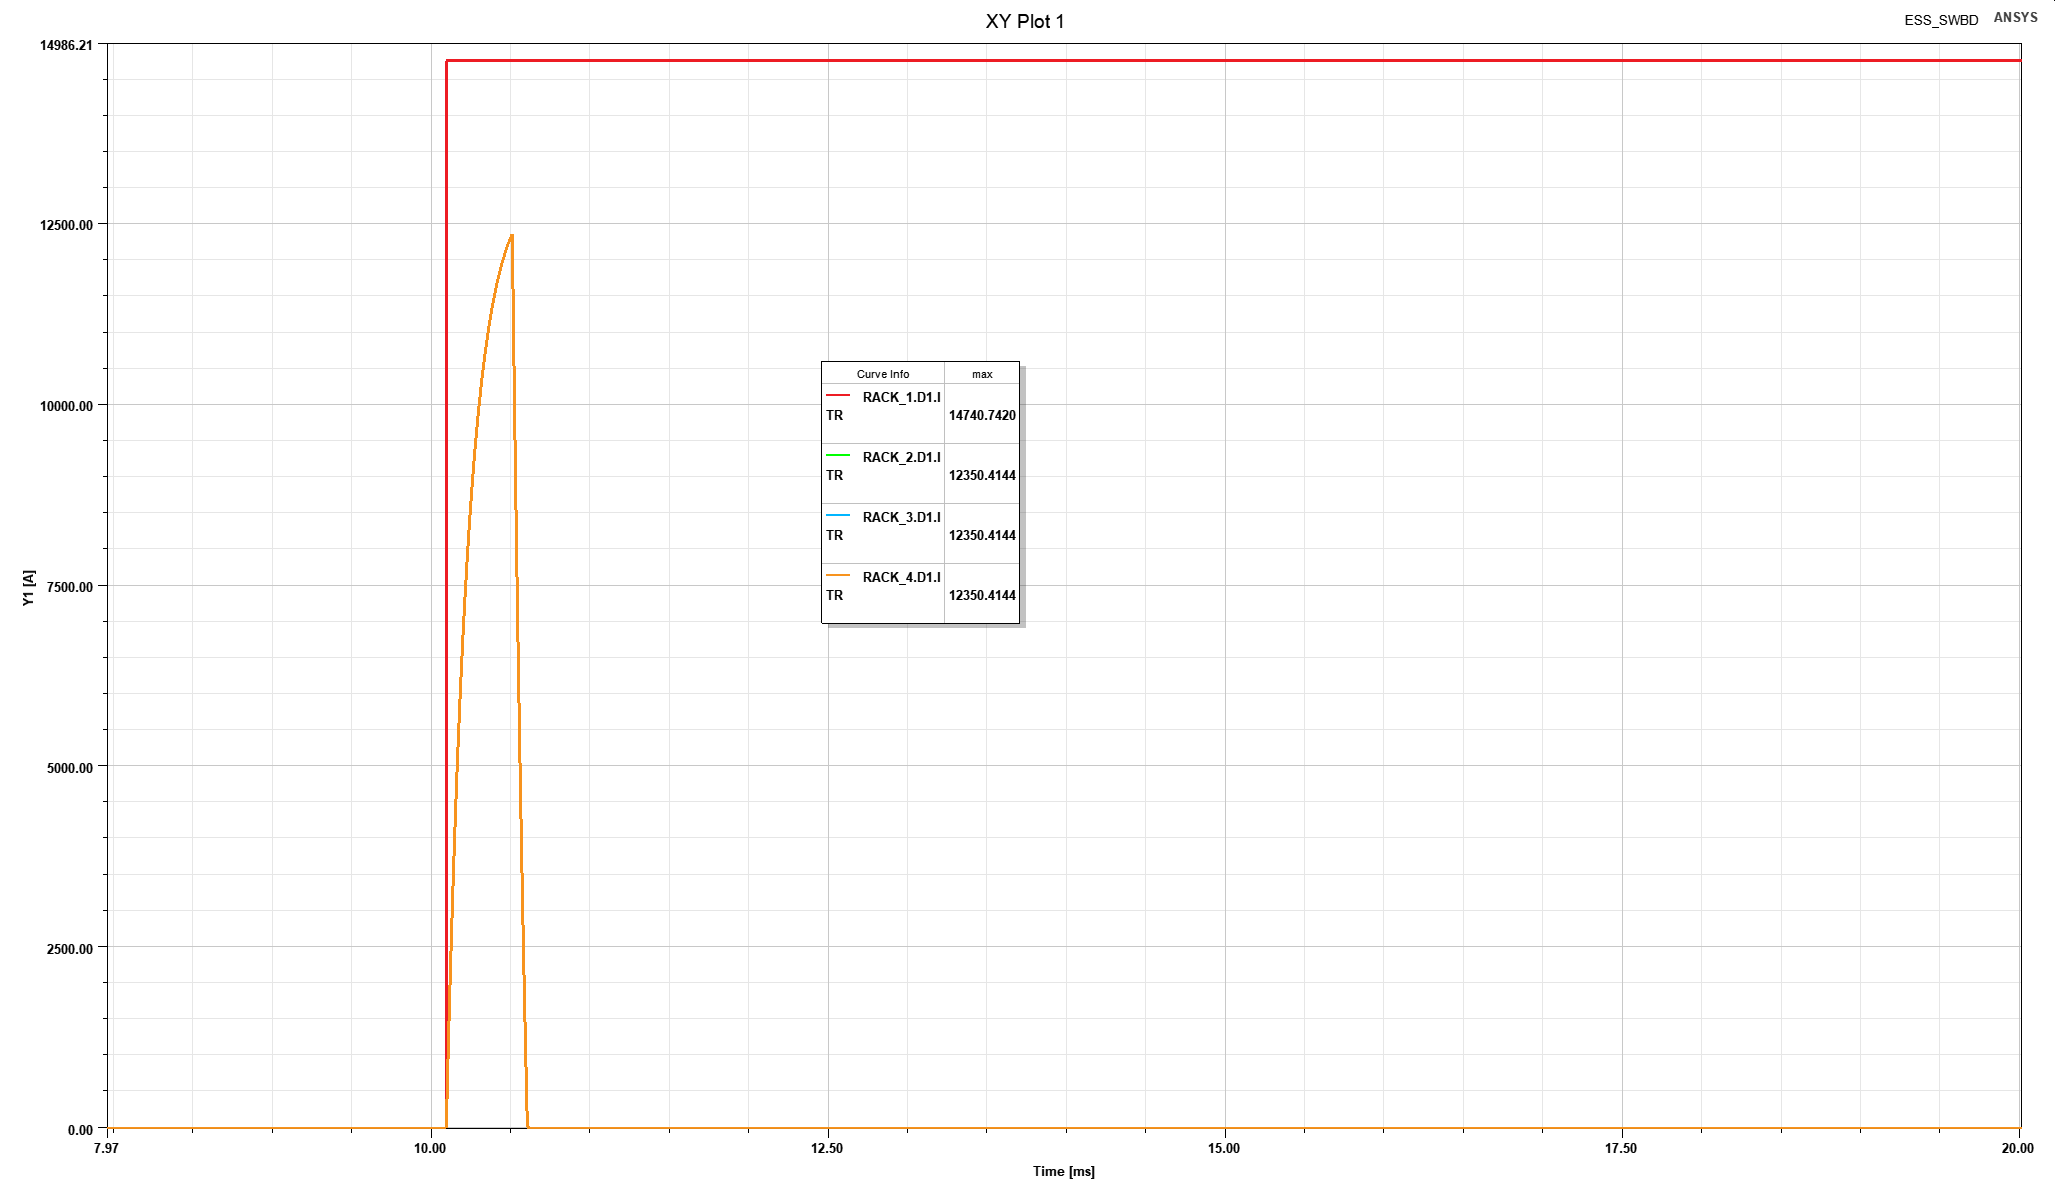 XY Plot 1
ESS_SWBD ANSYS
14986.21
12500.00
10000.00
7500.00
5000.00
2500.00
0.00
Y1 [A]
Curve Info max
RACK_1.D1.I
TR 14740.7420
RACK_2.D1.I
TR 12350.4144
RACK_3.D1.I
TR 12350.4144
RACK_4.D1.I
TR 12350.4144
7.97 10.00 12.50 15.00 17.50 20.00
Time [ms]